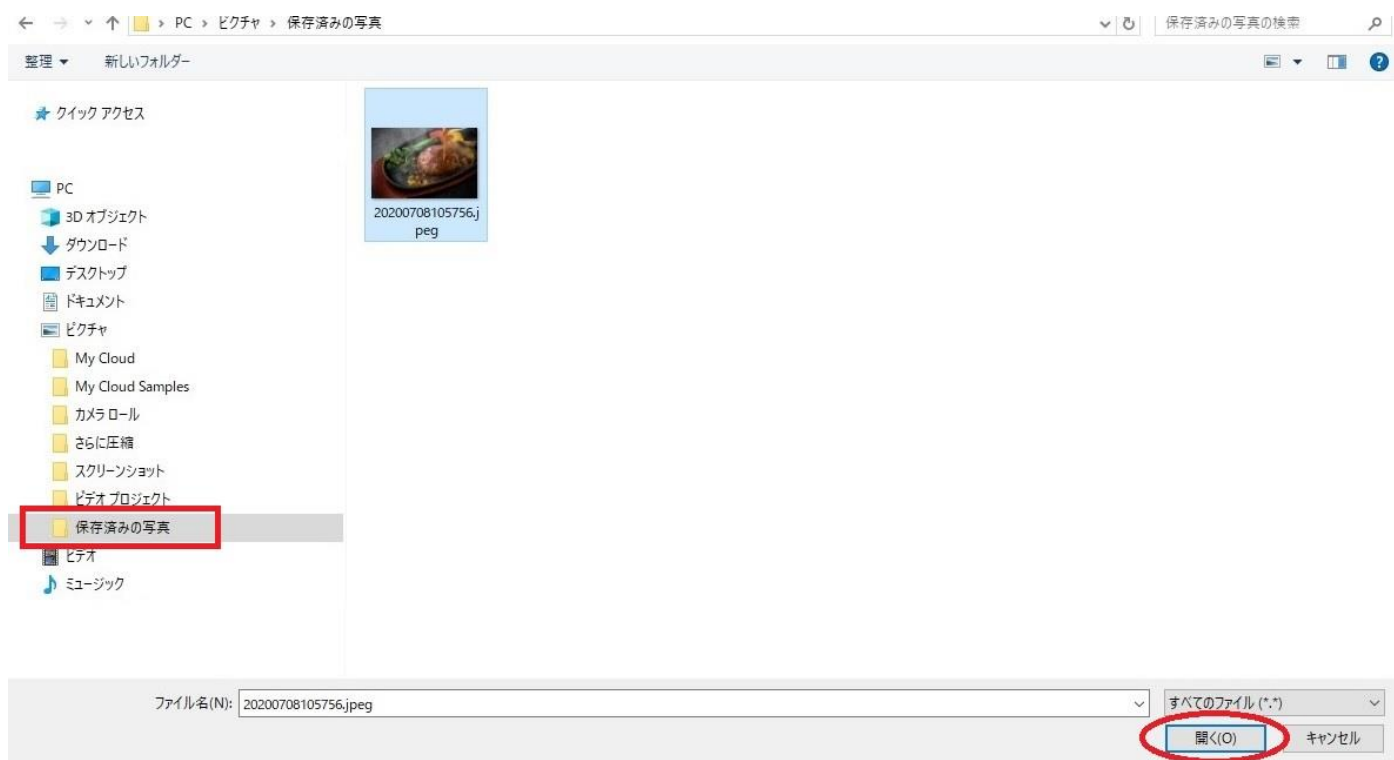 PC › ピクチャ › 保存済みの写真
保存済みの写真の検索
整理
新しいフォルダー
クイック アクセス
PC
3D オブジェクト
ダウンロード
デスクトップ
ドキュメント
ピクチャ
My Cloud
My Cloud Samples
カメラ ロール
さらに圧縮
スクリーンショット
ビデオ プロジェクト
保存済みの写真
ビデオ
ミュージック
20200708105756.j
peg
ファイル名(N): 20200708105756.jpeg
すべてのファイル (*.*)
開く(O)
キャンセル